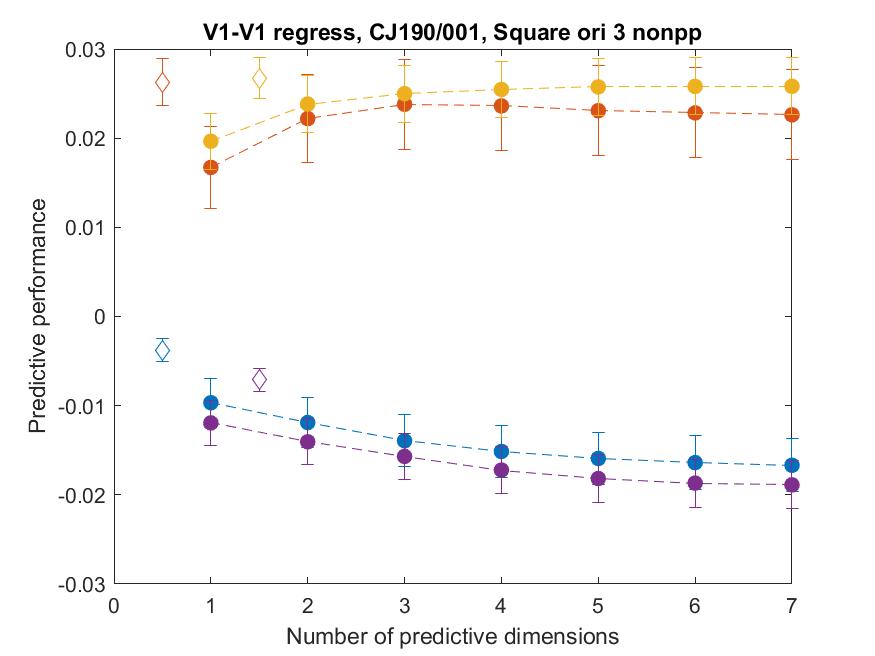 V1-V1 regress, CJ190/001, Square ori 3 nonpp
0.03
0.02
0.01
0
-0.01
-0.02
-0.03
Predictive performance
0 1 2 3 4 5 6 7
Number of predictive dimensions